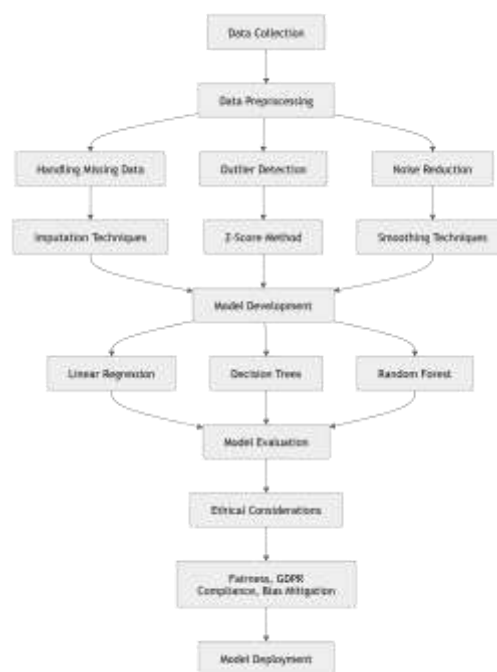 Data Collection
Data Preprocessing
Handling Missing Data
Outlier Detection
Noise Reduction
Imputation Techniques
Z-Score Method
Smoothing Techniques
Model Development
Linear Regression
Decision Trees
Random Forest
Model Evaluation
Ethical Considerations
Fairness, GDPR
Compliance, Bias Mitigation
Model Deployment